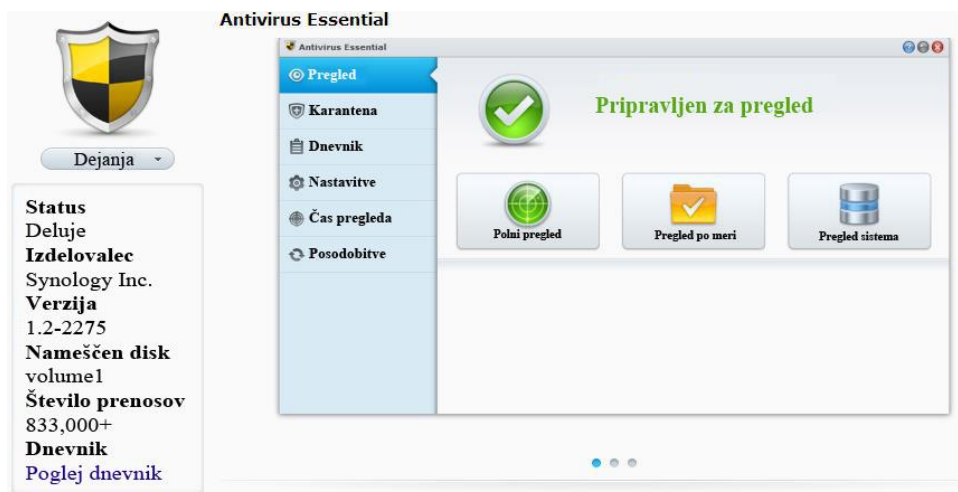 Antivirus Essential
Dejanja
Status
Deluje
Izdelovalec
Synology Inc.
Verzija
1.2-2275
Nameščen disk
volume1
Število prenosov
833,000+
Dnevnik
Poglej dnevnik
Antivirus Essential
Pregled
Karantena
Dnevnik
Nastavitve
Čas pregleda
Posodobitve
Pripravljen za pregled
Polni pregled
Pregled po meri
Pregled sistema